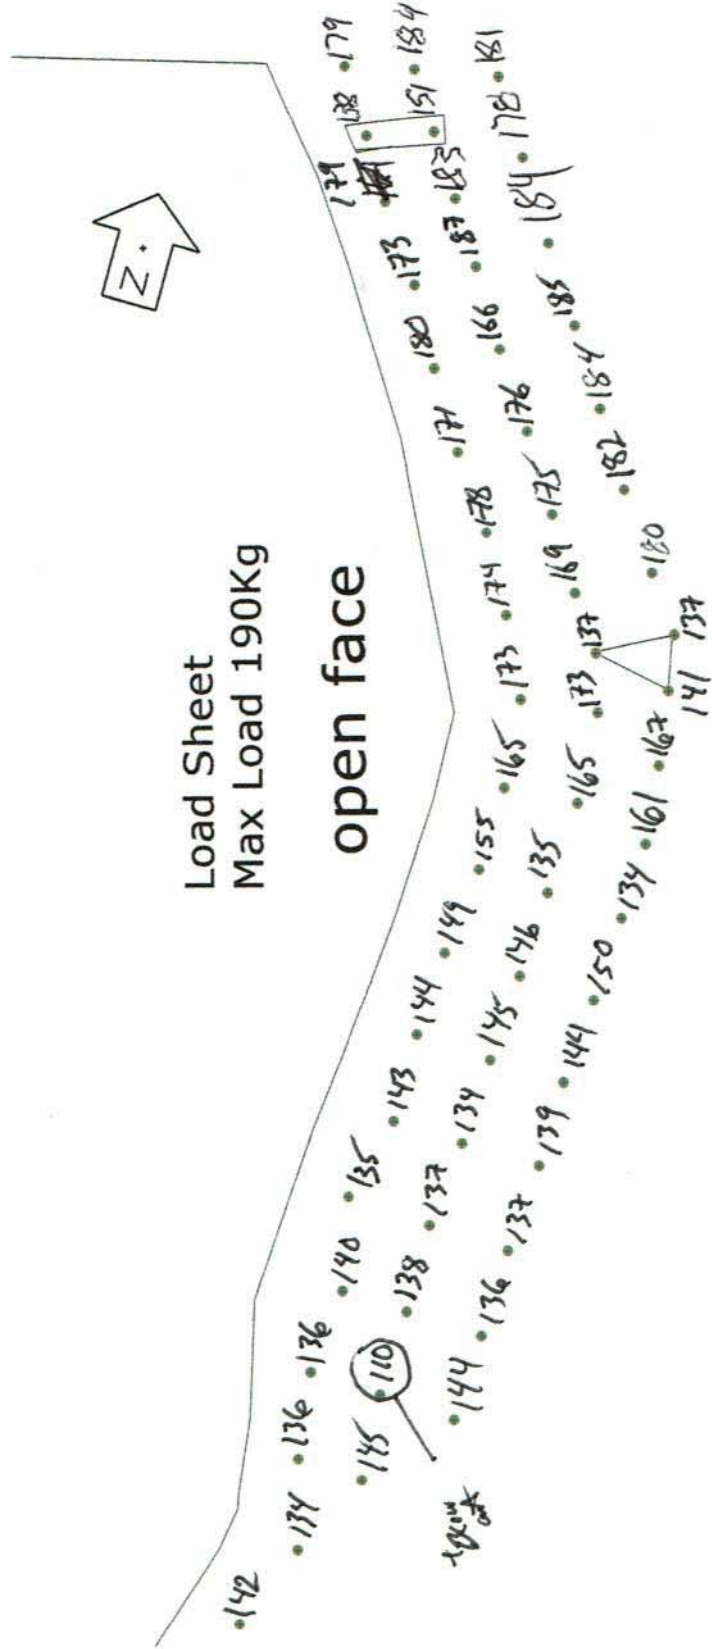 N
Load Sheet
Max Load 190Kg
open face
142 134 136 136 140 135 143 144 149 155 165 173 174 178 171 180 173 179 138 179
145 110 138 137 134 145 146 135 165 173 137 169 175 176 166 187 183 151 184
144 136 137 139 144 150 134 161 167 141 137 180 182 184 185 184 178 181